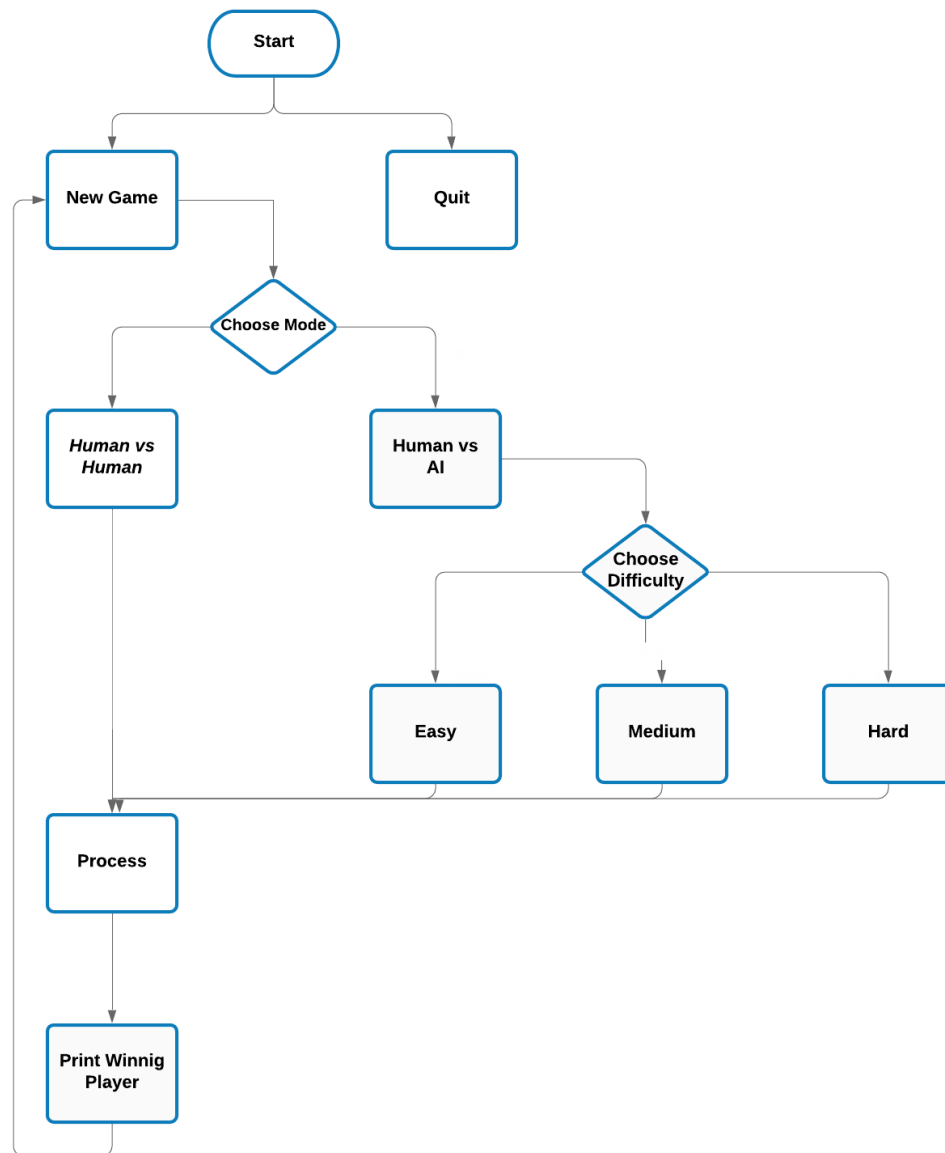 Start
New Game
Quit
Choose Mode
Human vs
Human
Human vs
AI
Choose
Difficulty
Easy
Medium
Hard
Process
Print Winnig
Player